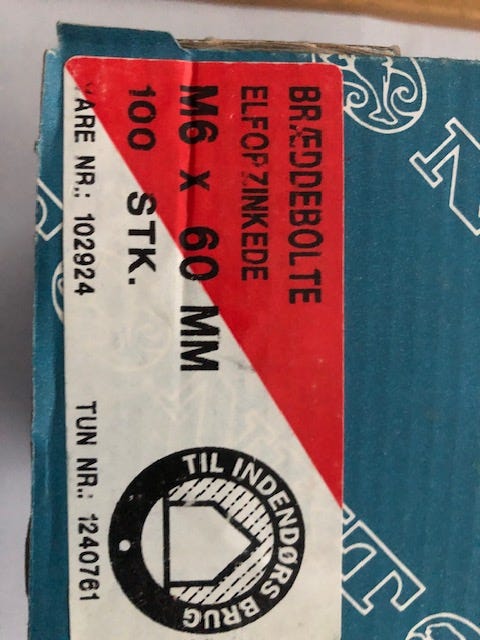 BRÆDDEBOLTE
ELFORZINKEDE
M6 x 60 MM
100 STK.
VARE NR.: 102924 TUN NR.: 1240761
TIL INDENDØRS BRUG